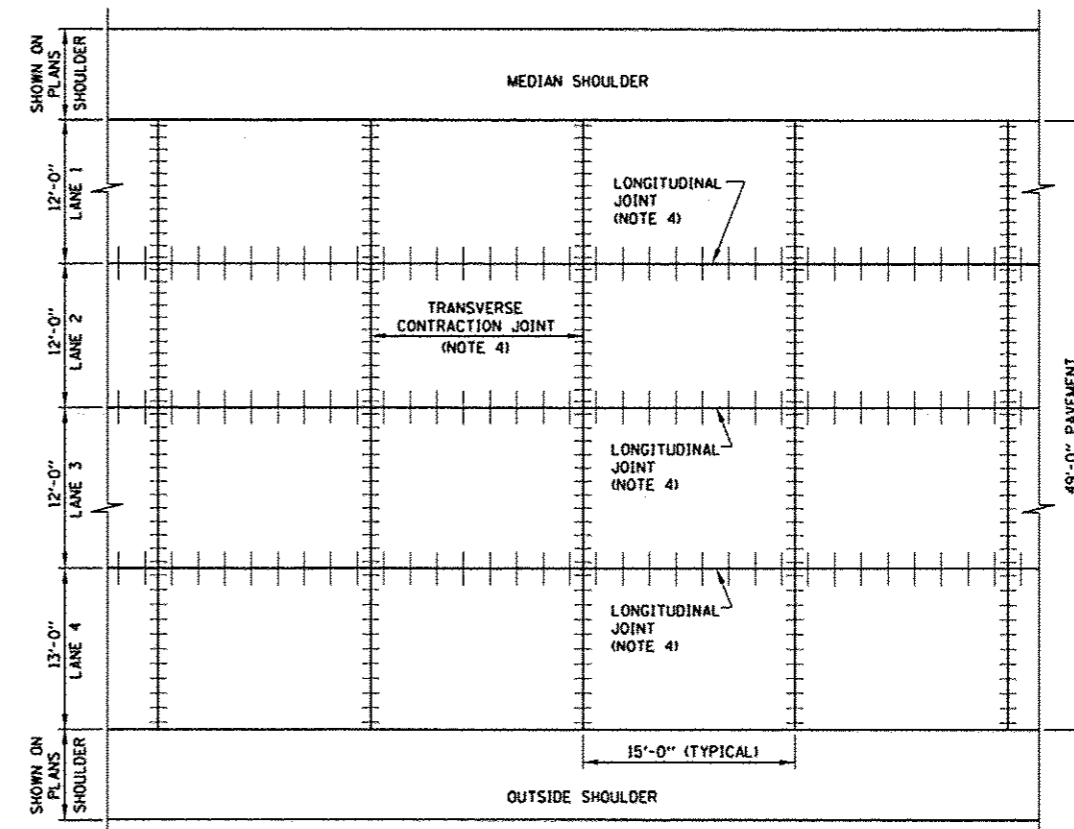 SHOWN ON
PLANS
SHOULDER
MEDIAN SHOULDER
12'-0"
LANE 1
LONGITUDINAL
JOINT
(NOTE 4)
12'-0"
LANE 2
TRANSVERSE
CONTRACTION JOINT
(NOTE 4)
49'-0" PAVEMENT
12'-0"
LANE 3
LONGITUDINAL
JOINT
(NOTE 4)
13'-0"
LANE 4
LONGITUDINAL
JOINT
(NOTE 4)
15'-0" (TYPICAL)
SHOWN ON
PLANS
SHOULDER
OUTSIDE SHOULDER